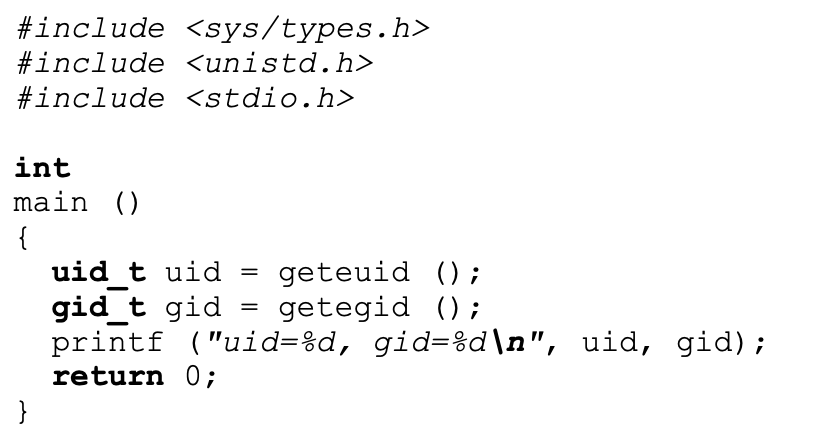 #include <sys/types.h>
#include <unistd.h>
#include <stdio.h>

int
main ()
{
  uid_t uid = geteuid ();
  gid_t gid = getegid ();
  printf ("uid=%d, gid=%d\n", uid, gid);
  return 0;
}